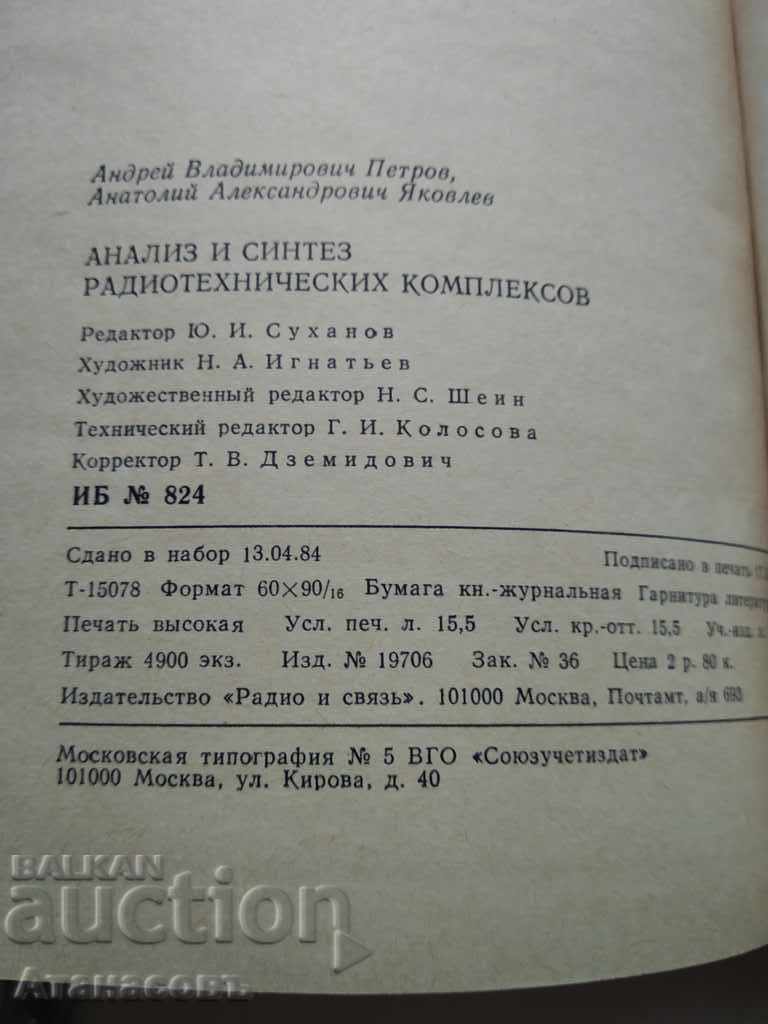 Андрей Владимирович Петров,
Анатолий Александрович Яковлев
АНАЛИЗ И СИНТЕЗ
РАДИОТЕХНИЧЕСКИХ КОМПЛЕКСОВ
Редактор Ю. И. Суханов
Художник Н. А. Игнатьев
Художественный редактор Н. С. Шеин
Технический редактор Г. И. Колосова
Корректор Т. В. Дземидович
ИБ № 824
Сдано в набор 13.04.84 Подписано в печать
Т-15078 Формат 60×90/16 Бумага кн.-журнальная Гарнитура
Печать высокая Усл. печ. л. 15,5 Усл. кр.-отт. 15,5
Тираж 4900 экз. Изд. № 19706 Зак. № 36 Цена 2 р. 80 к.
Издательство «Радио и связь». 101000 Москва, Почтамт, а/я 693
Московская типография № 5 ВГО «Союзучетиздат»
101000 Москва, ул. Кирова, д. 40
BALKAN
auction
Атанасовъ